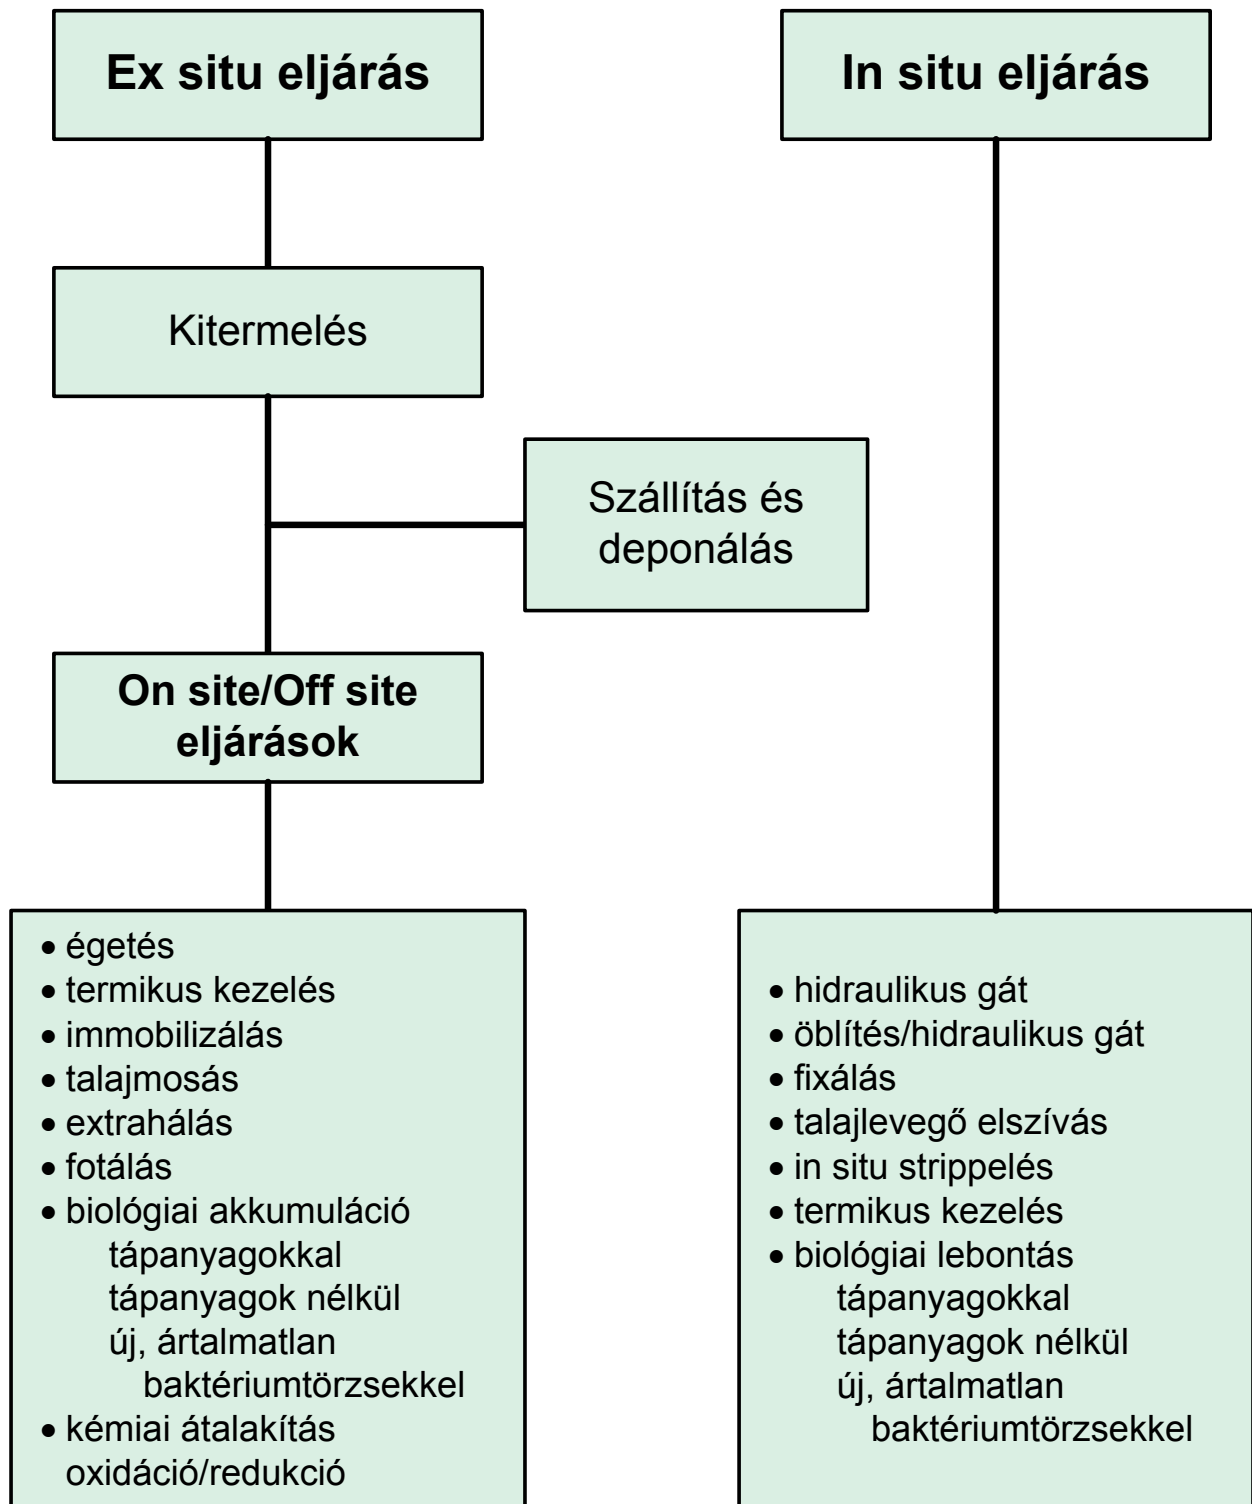 Ex situ eljárás
In situ eljárás
Kitermelés
Szállítás és
deponálás
On site/Off site
eljárások
• égetés
• termikus kezelés
• immobilizálás
• talajmosás
• extrahálás
• fotálás
• biológiai akkumuláció
tápanyagokkal
tápanyagok nélkül
új, ártalmatlan
baktériumtörzsekkel
• kémiai átalakítás
oxidáció/redukció
• hidraulikus gát
• öblítés/hidraulikus gát
• fixálás
• talajlevegő elszívás
• in situ strippelés
• termikus kezelés
• biológiai lebontás
tápanyagokkal
tápanyagok nélkül
új, ártalmatlan
baktériumtörzsekkel